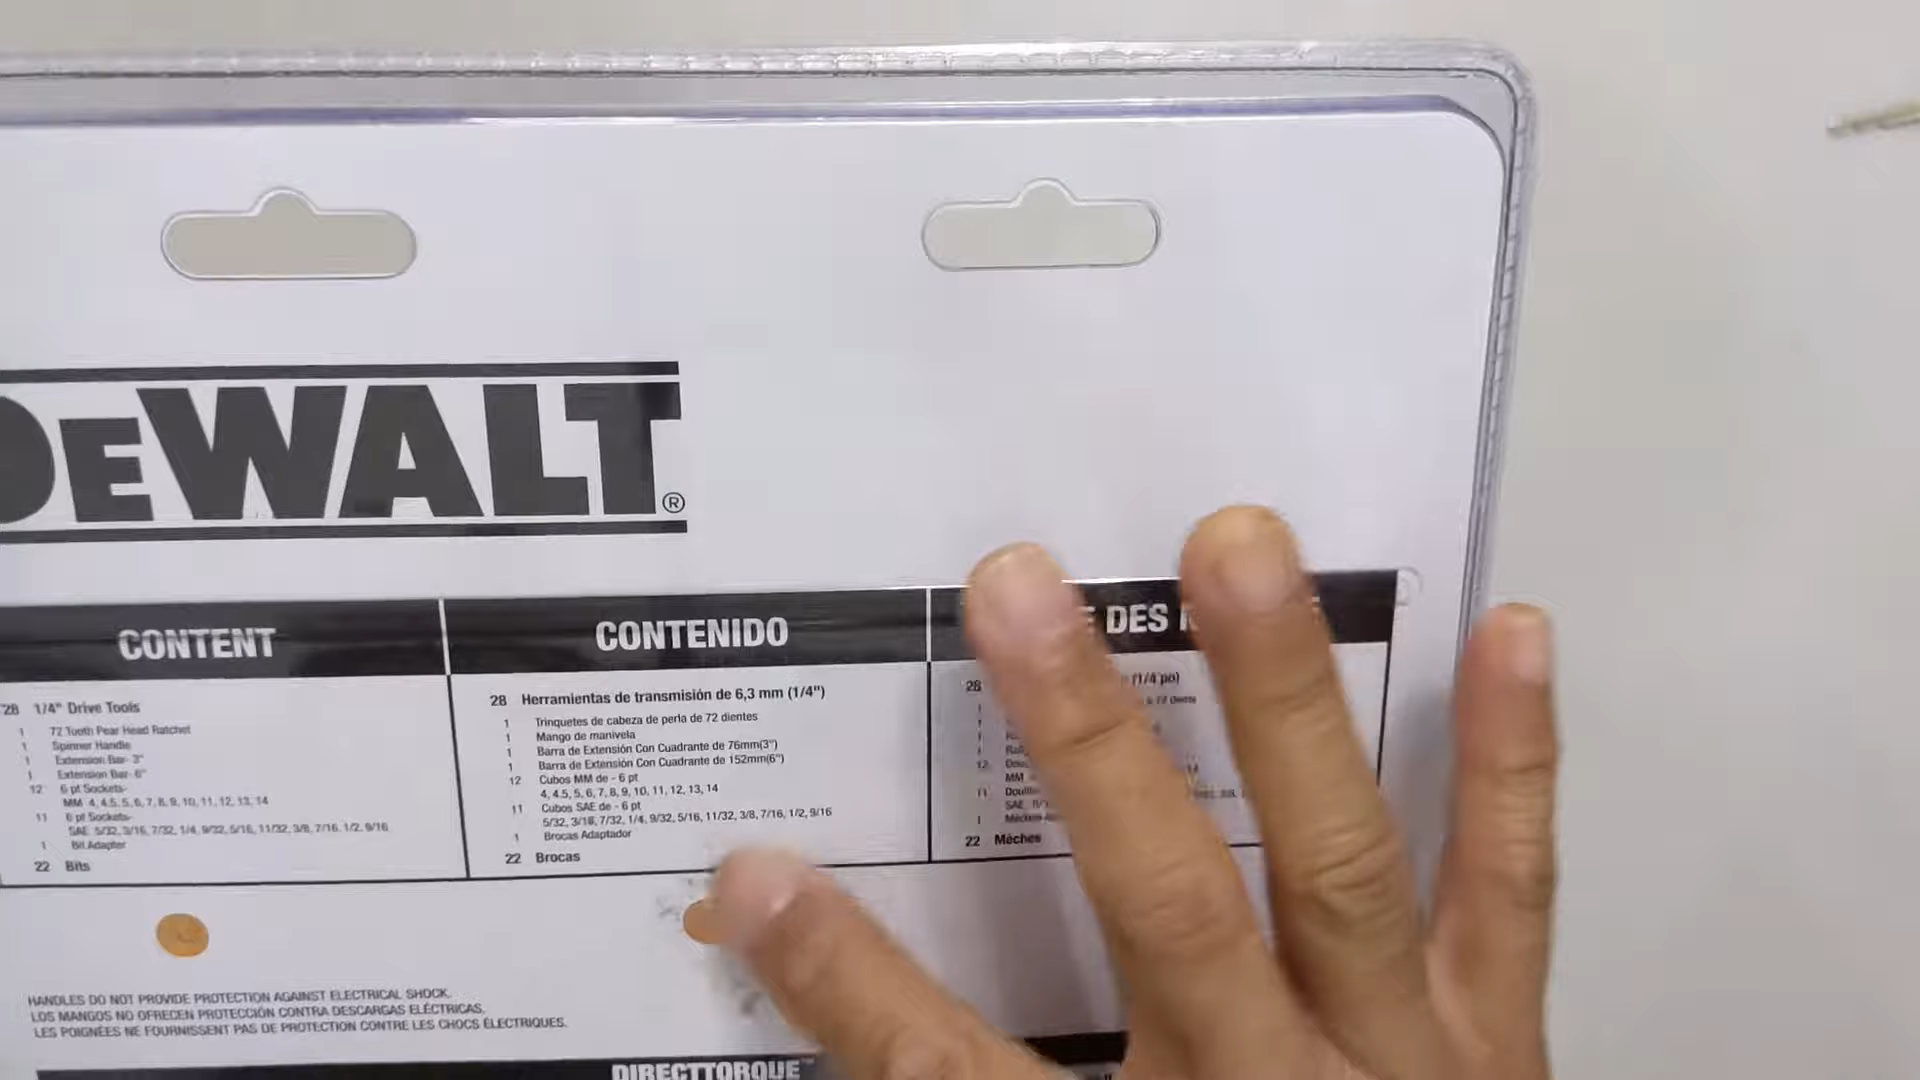 DEWALT®
CONTENT
28 1/4" Drive Tools
1 72 Tooth Pear Head Ratchet
1 Spinner Handle
1 Extension Bar- 3"
1 Extension Bar- 6"
12 6 pt Sockets-
MM 4, 4.5, 5, 6, 7, 8, 9, 10, 11, 12, 13, 14
11 6 pt Sockets-
SAE 5/32, 3/16, 7/32, 1/4, 9/32, 5/16, 11/32, 3/8, 7/16, 1/2, 9/16
1 Bit Adapter
22 Bits
CONTENIDO
28 Herramientas de transmisión de 6,3 mm (1/4")
1 Trinquetes de cabeza de perla de 72 dientes
1 Mango de manivela
1 Barra de Extensión Con Cuadrante de 76mm(3")
1 Barra de Extensión Con Cuadrante de 152mm(6")
12 Cubos MM de - 6 pt
4, 4.5, 5, 6, 7, 8, 9, 10, 11, 12, 13, 14
11 Cubos SAE de - 6 pt
5/32, 3/16, 7/32, 1/4, 9/32, 5/16, 11/32, 3/8, 7/16, 1/2, 9/16
1 Brocas Adaptador
22 Brocas
DES
28 (1/4 po)
1 à 72 dents
1
1
1
12
MM 14
11
SAE
1
22 Mèches
HANDLES DO NOT PROVIDE PROTECTION AGAINST ELECTRICAL SHOCK.
LOS MANGOS NO OFRECEN PROTECCIÓN CONTRA DESCARGAS ELÉCTRICAS.
LES POIGNÉES NE FOURNISSENT PAS DE PROTECTION CONTRE LES CHOCS ÉLECTRIQUES.
DIRECTTORQUE™